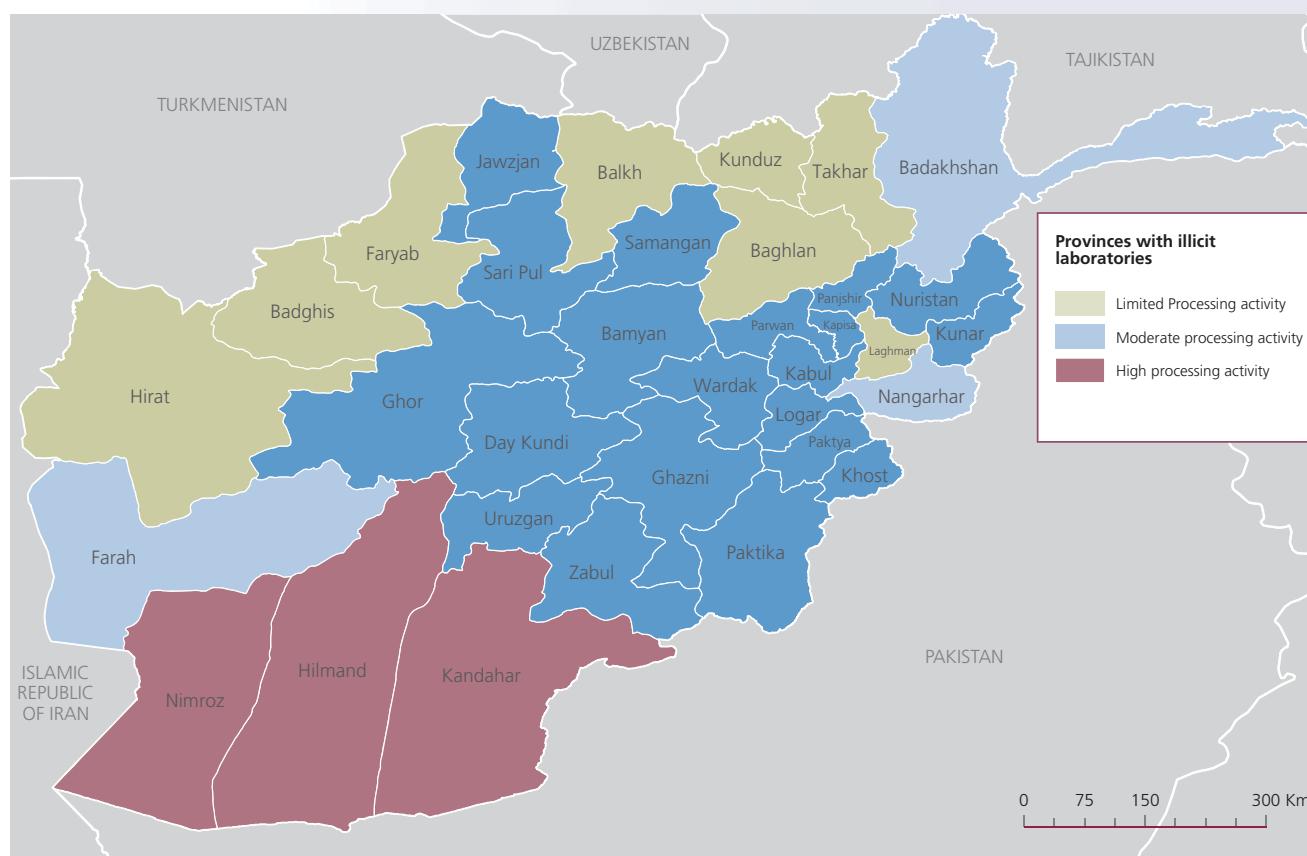 UZBEKISTAN
TAJIKISTAN
TURKMENISTAN
Jawzjan
Balkh
Kunduz
Takhar
Badakhshan
Faryab
Sari Pul
Samangan
Baghlan
Badghis
Bamyan
Panjshir
Nuristan
Parwan
Kapisa
Kunar
Laghman
Hirat
Ghor
Wardak
Kabul
Nangarhar
Logar
Day Kundi
Paktya
Ghazni
Khost
Uruzgan
Farah
Zabul
Paktika
ISLAMIC
REPUBLIC
OF IRAN
Nimroz
Hilmand
Kandahar
PAKISTAN
Provinces with illicit
laboratories
Limited Processing activity
Moderate processing activity
High processing activity
0 75 150 300 Km